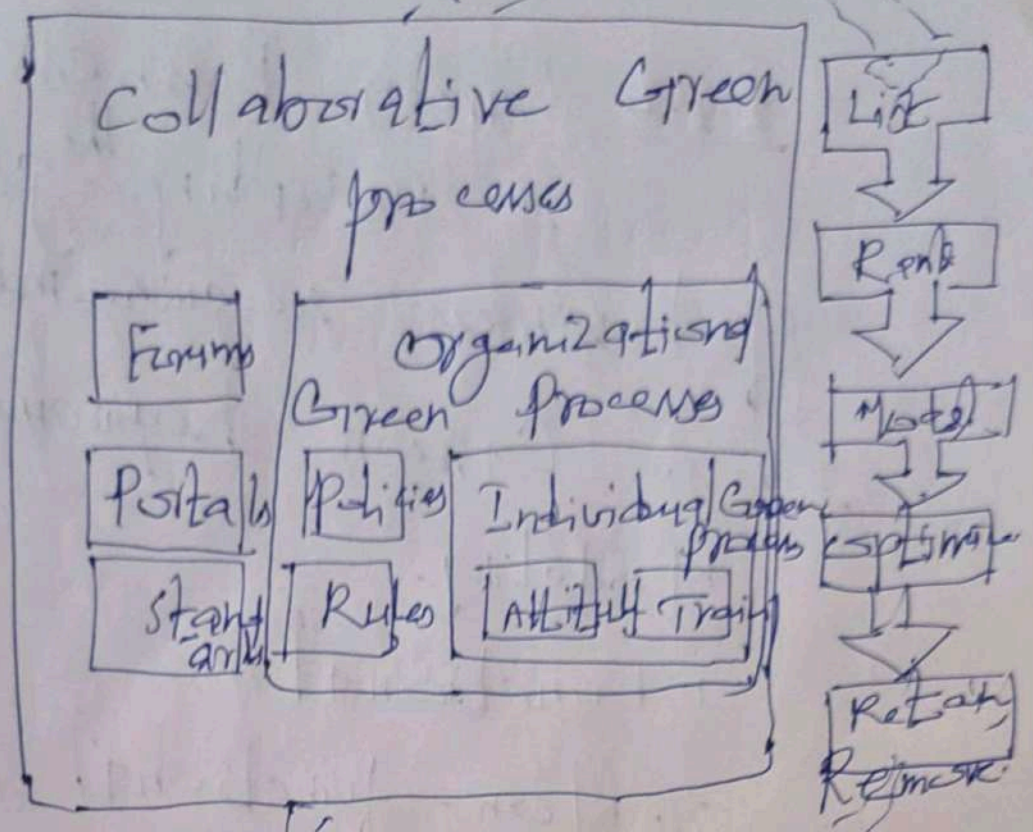 Collaborative Green
processes
Forums
Organizational
Green Processes
Portals
Policies
Individual Green
process
Standards
Rules
Attitude
Train
List
Rank
Model
optimize
Retain
Remove